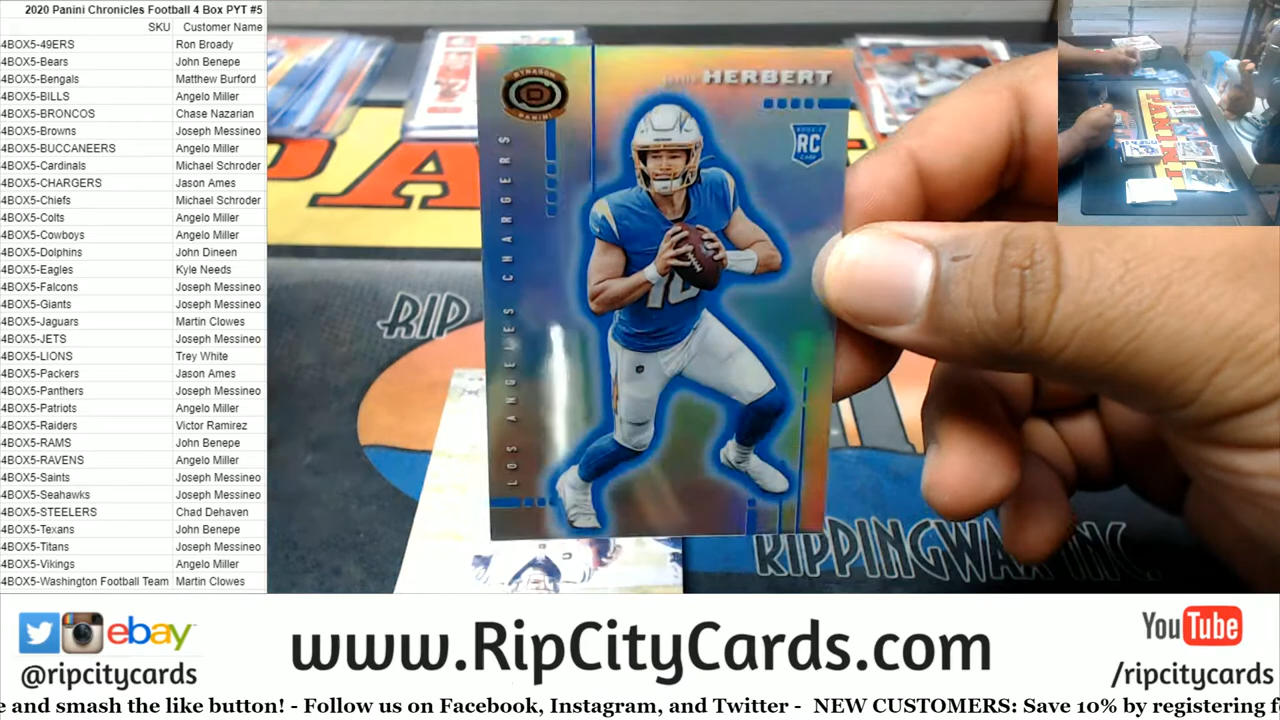 2020 Panini Chronicles Football 4 Box PYT #5
SKU Customer Name
4BOX5-49ERS Ron Broady
4BOX5-Bears John Benepe
4BOX5-Bengals Matthew Burford
4BOX5-BILLS Angelo Miller
4BOX5-BRONCOS Chase Nazarian
4BOX5-Browns Joseph Messineo
4BOX5-BUCCANEERS Angelo Miller
4BOX5-Cardinals Michael Schroder
4BOX5-CHARGERS Jason Ames
4BOX5-Chiefs Michael Schroder
4BOX5-Colts Angelo Miller
4BOX5-Cowboys Angelo Miller
4BOX5-Dolphins John Dineen
4BOX5-Eagles Kyle Needs
4BOX5-Falcons Joseph Messineo
4BOX5-Giants Joseph Messineo
4BOX5-Jaguars Martin Clowes
4BOX5-JETS Joseph Messineo
4BOX5-LIONS Trey White
4BOX5-Packers Jason Ames
4BOX5-Panthers Joseph Messineo
4BOX5-Patriots Angelo Miller
4BOX5-Raiders Victor Ramirez
4BOX5-RAMS John Benepe
4BOX5-RAVENS Angelo Miller
4BOX5-Saints Joseph Messineo
4BOX5-Seahawks Joseph Messineo
4BOX5-STEELERS Chad Dehaven
4BOX5-Texans John Benepe
4BOX5-Titans Joseph Messineo
4BOX5-Vikings Angelo Miller
4BOX5-Washington Football Team Martin Clowes
DYNAGON
PANINI
HERBERT
RC
LOS ANGELES CHARGERS
10
RIP
RIPPINGWAX INC.
PANINI
ebay
@ripcitycards
www.RipCityCards.com
YouTube
/ripcitycards
e and smash the like button! - Follow us on Facebook, Instagram, and Twitter - NEW CUSTOMERS: Save 10% by registering f